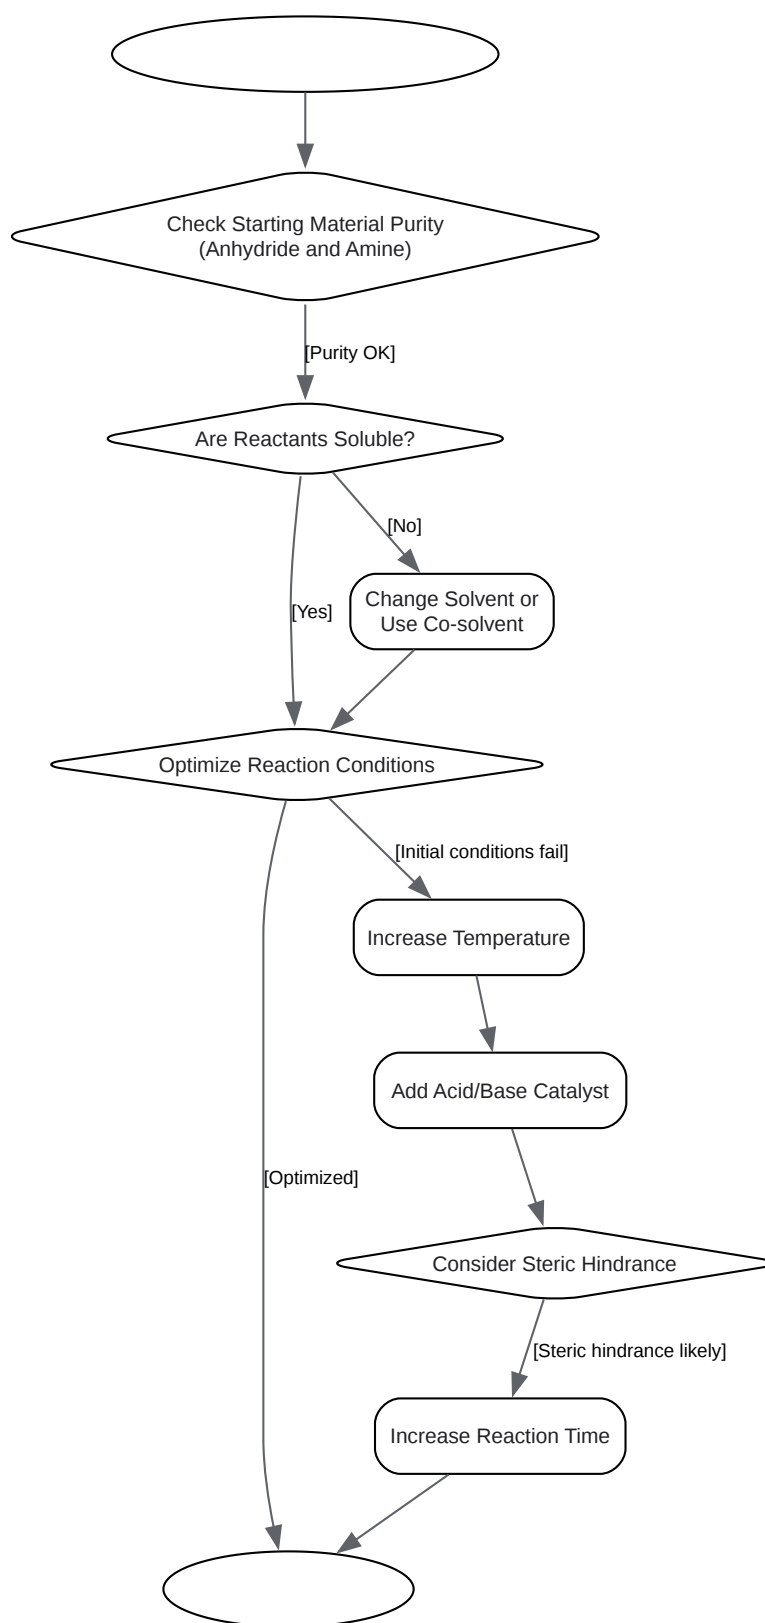 Check Starting Material Purity
(Anhydride and Amine)
[Purity OK]
Are Reactants Soluble?
[No]
Change Solvent or
Use Co-solvent
[Yes]
Optimize Reaction Conditions
[Initial conditions fail]
Increase Temperature
Add Acid/Base Catalyst
[Optimized]
Consider Steric Hindrance
[Steric hindrance likely]
Increase Reaction Time